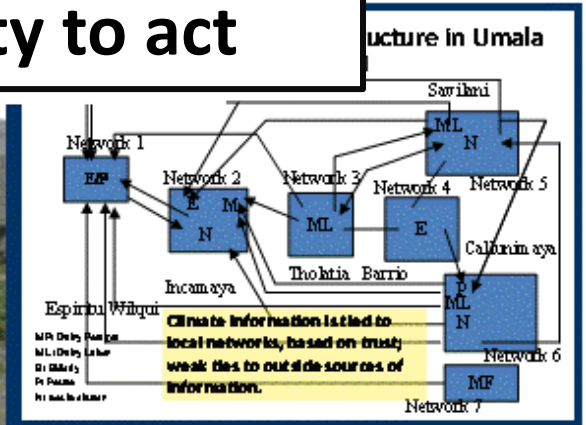 ty to act
ucture in Umala
Savilani
Network 1
Network 2
Network 3
Network 4
Network 5
ML
N
E
M
N
ML
E
Callunimaya
Tholatia Barrio
Incamaya
ML
N
Espiritu Wilqui
Climate information is tied to
local networks, based on trust;
weak ties to outside sources of
information.
Network 6
MF
Network 7